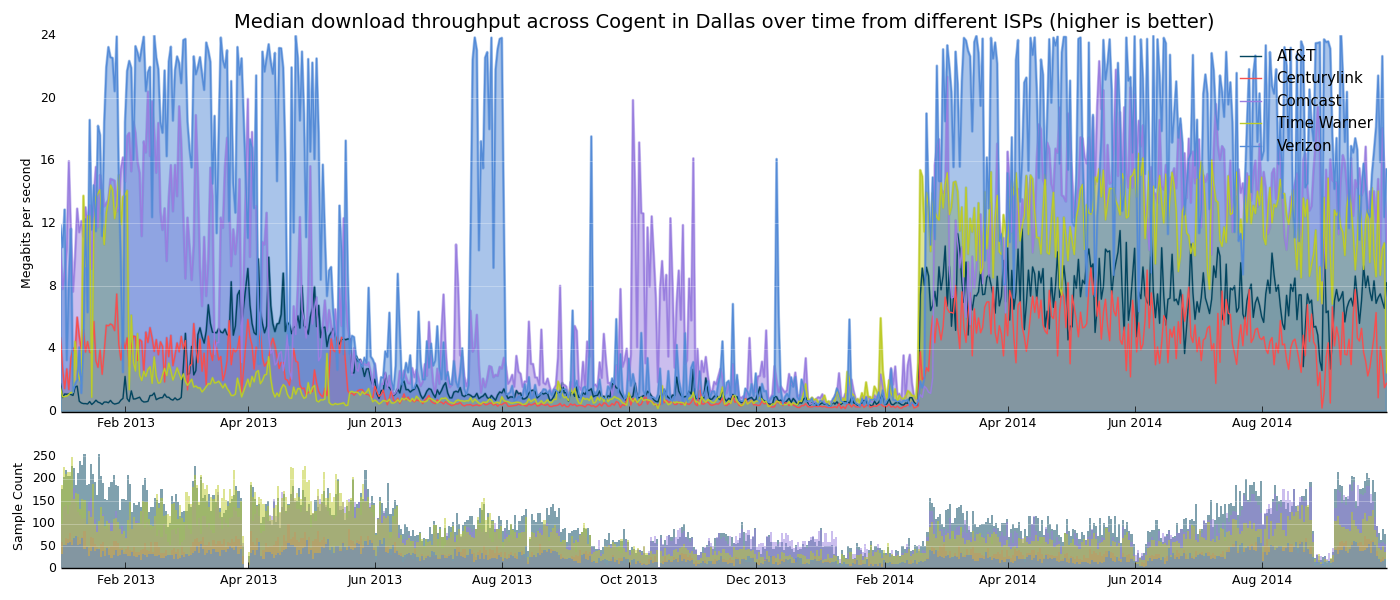 Median download throughput across Cogent in Dallas over time from different ISPs (higher is better)
Megabits per second
24
20
16
12
8
4
0
AT&T
Centurylink
Comcast
Time Warner
Verizon
Feb 2013 Apr 2013 Jun 2013 Aug 2013 Oct 2013 Dec 2013 Feb 2014 Apr 2014 Jun 2014 Aug 2014
Sample Count
250
200
150
100
50
0
Feb 2013 Apr 2013 Jun 2013 Aug 2013 Oct 2013 Dec 2013 Feb 2014 Apr 2014 Jun 2014 Aug 2014